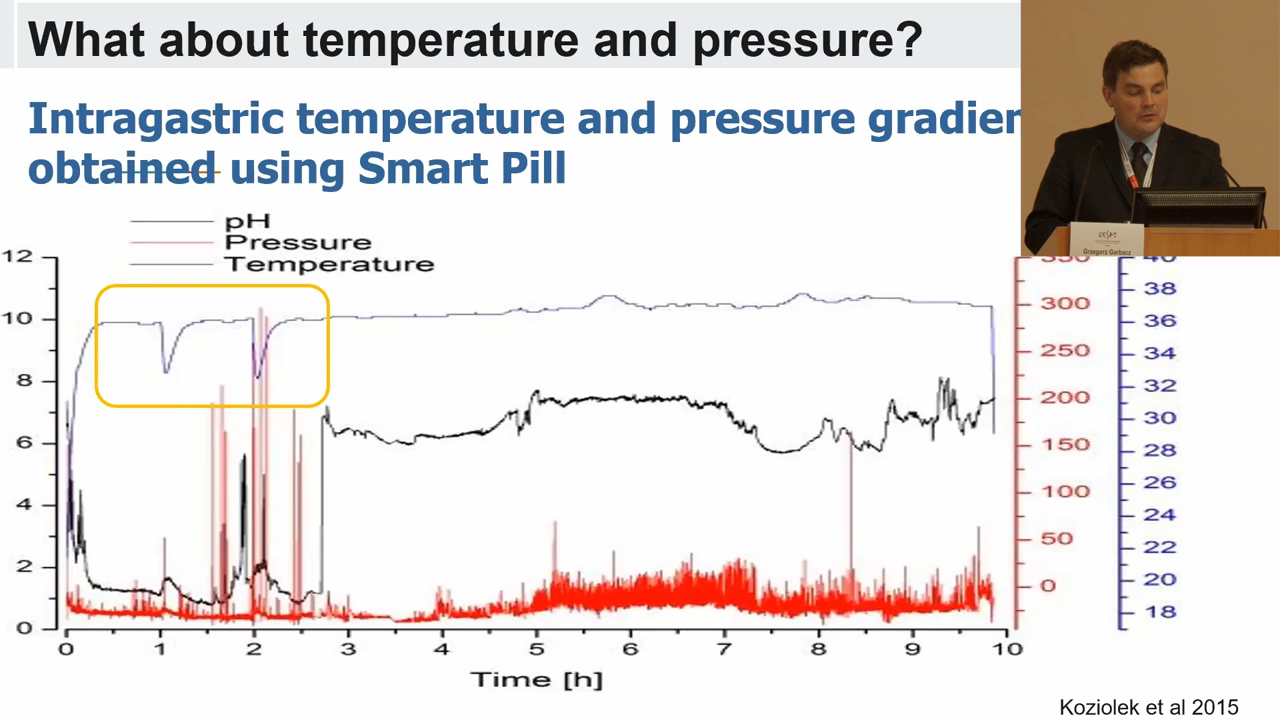 What about temperature and pressure?
Intragastric temperature and pressure gradien
obtained using Smart Pill
pH
Pressure
Temperature
12
10
8
6
4
2
0
0 1 2 3 4 5 6 7 8 9 10
Time [h]
350
300
250
200
150
100
50
0
40
38
36
34
32
30
28
26
24
22
20
18
Grzegorz Garbacz
Koziolek et al 2015